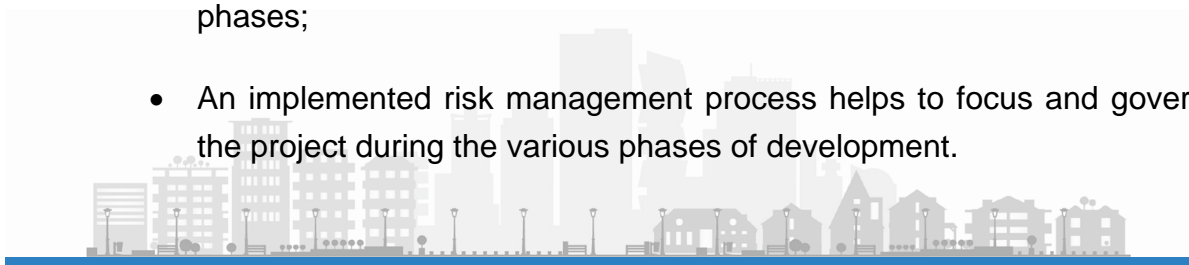 phases;
• An implemented risk management process helps to focus and gover
the project during the various phases of development.